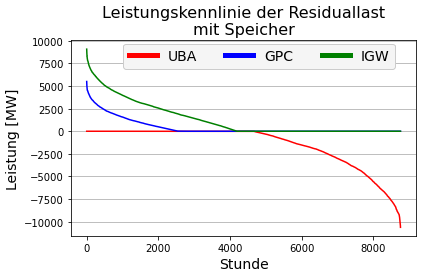 Leistungskennlinie der Residuallast
mit Speicher
UBA GPC IGW
10000
7500
5000
2500
0
−2500
−5000
−7500
−10000
Leistung [MW]
0 2000 4000 6000 8000
Stunde